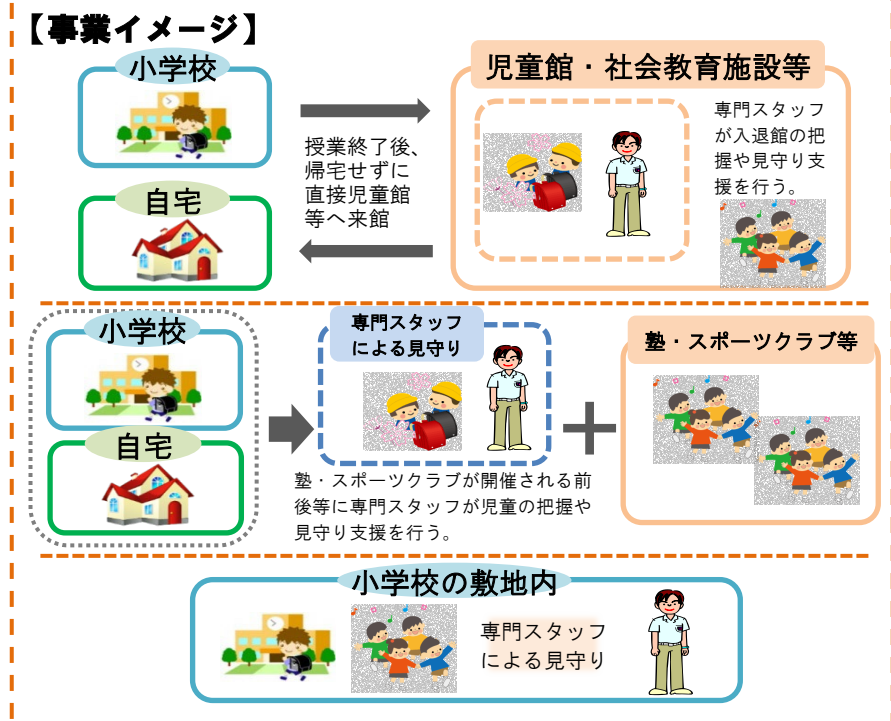 【事業イメージ】
小学校
自宅
授業終了後、
帰宅せずに
直接児童館
等へ来館
児童館・社会教育施設等
専門スタッフ
が入退館の把
握や見守り支
援を行う。
小学校
自宅
専門スタッフ
による見守り
塾・スポーツクラブが開催される前
後等に専門スタッフが児童の把握や
見守り支援を行う。
塾・スポーツクラブ等
小学校の敷地内
専門スタッフ
による見守り